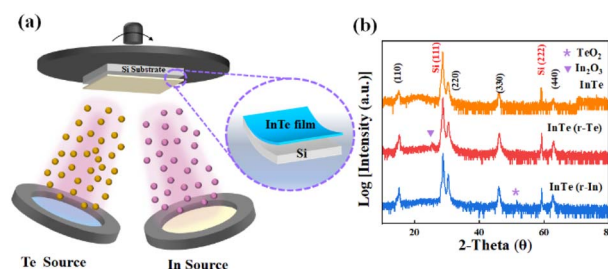 (a)
Si Substrate
InTe film
Si
Te Source
In Source
(b)
TeO₂
In₂O₃
(110)
Si (111)
(220)
(330)
Si (222)
(440)
InTe
InTe (r-Te)
InTe (r-In)
Log [Intensity (a.u.)]
20
40
60
80
2-Theta (θ)